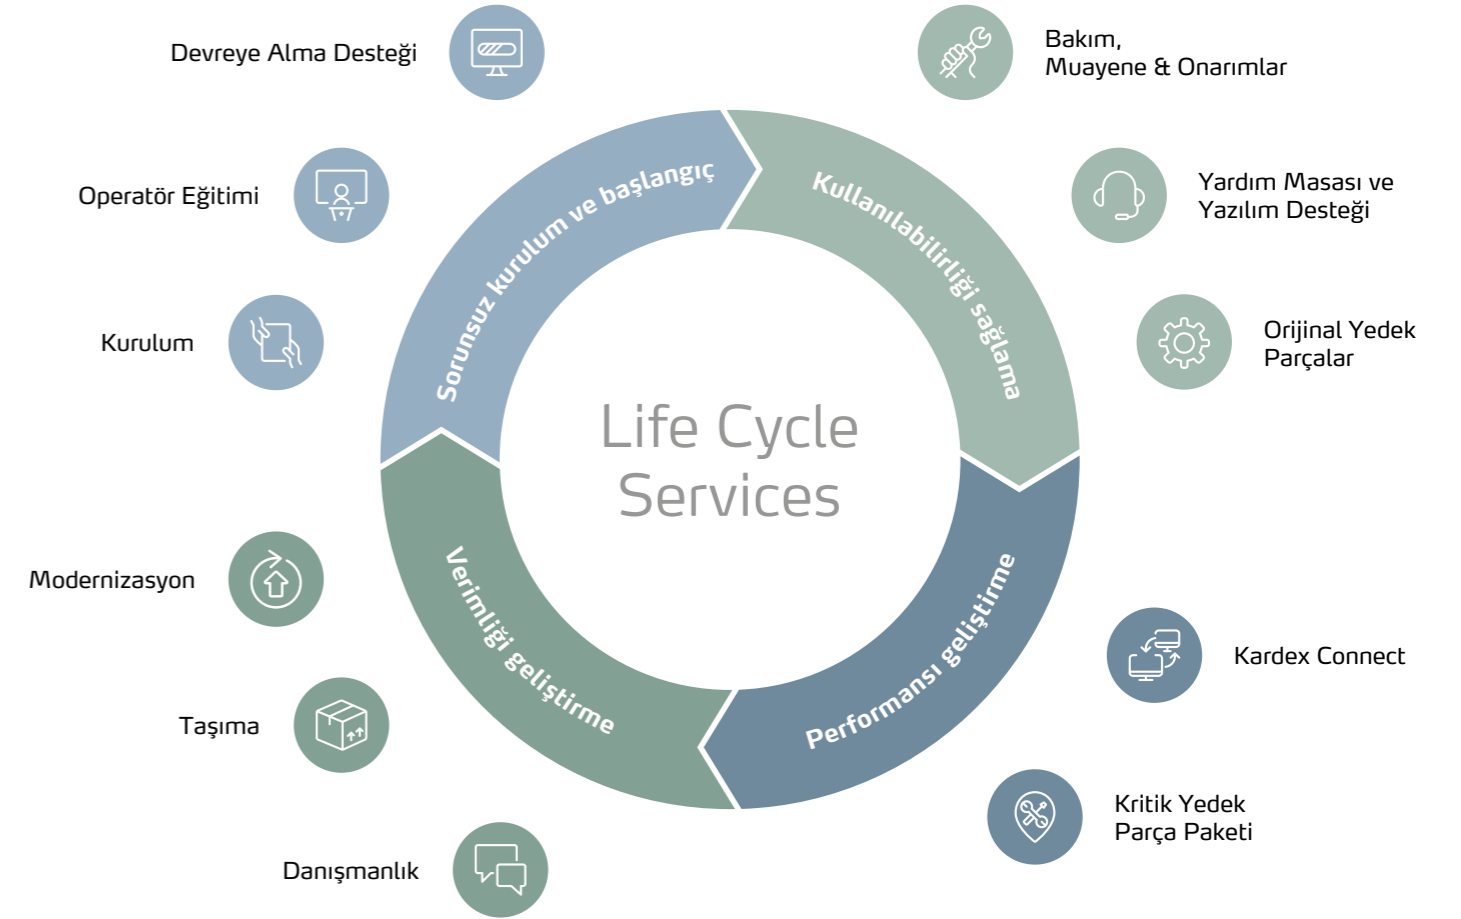 Devreye Alma Desteği
Operatör Eğitimi
Kurulum
Sorunsuz kurulum ve başlangıç
Bakım,
Muayene & Onarımlar
Yardım Masası ve
Yazılım Desteği
Orijinal Yedek
Parçalar
Kullanılabilirliği sağlama
Life Cycle
Services
Performansı geliştirme
Kardex Connect
Kritik Yedek
Parça Paketi
Verimliği geliştirme
Modernizasyon
Taşıma
Danışmanlık